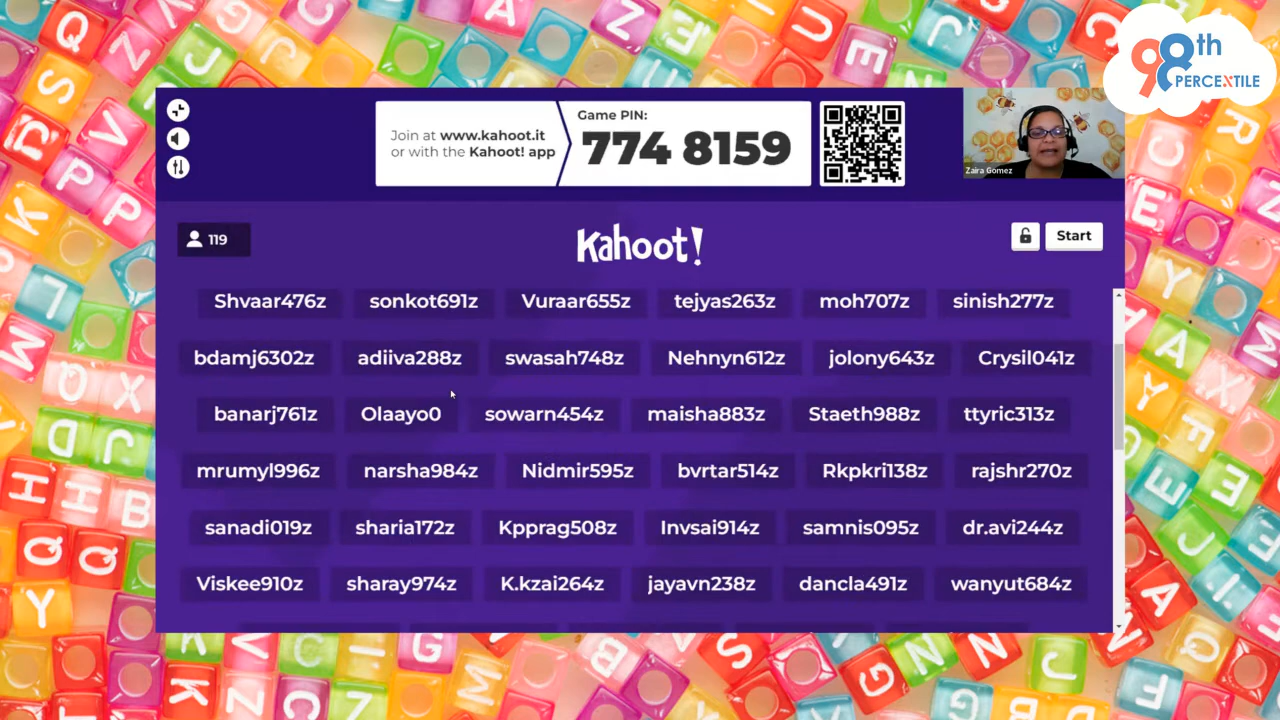 98th
PERCEXTILE
Join at www.kahoot.it
or with the Kahoot! app
Game PIN:
774 8159
Zaira Gomez
119
Kahoot!
Start
Shvaar476z sonkot691z Vuraar655z tejyas263z moh707z sinish277z
bdamj6302z adiiva288z swasah748z Nehnyn612z jolony643z Crysil041z
banarj761z Olaayo0 sowarn454z maisha883z Staeth988z ttyric313z
mrumyl996z narsha984z Nidmir595z bvrtar514z Rkpkri138z rajshr270z
sanadi019z sharia172z Kpprag508z Invsai914z samnis095z dr.avi244z
Viskee910z sharay974z K.kzai264z jayavn238z dancla491z wanyut684z